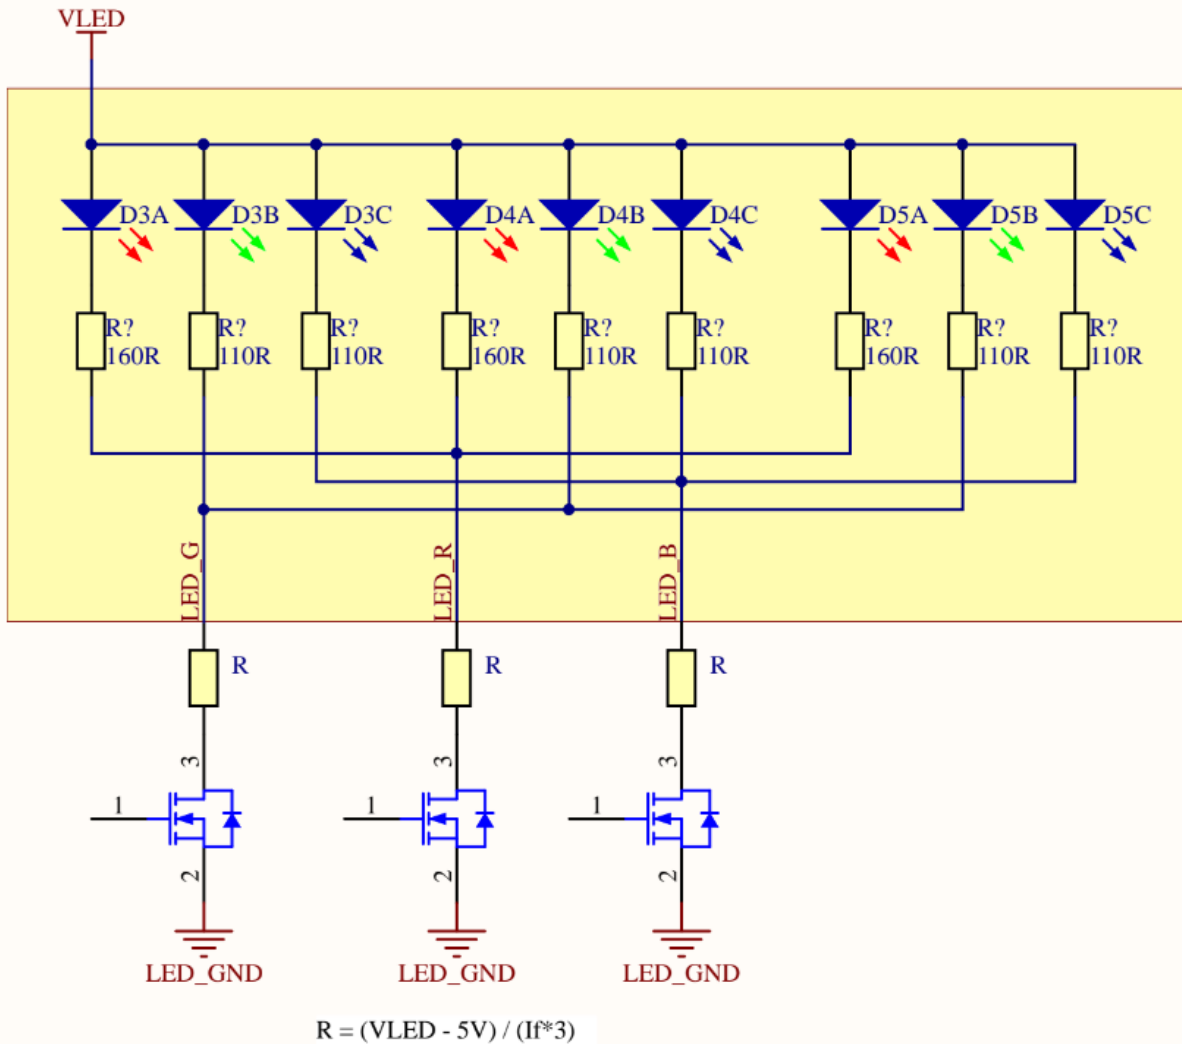 VLED
D3A D3B D3C D4A D4B D4C D5A D5B D5C
R? R? R? R? R? R? R? R? R?
160R 110R 110R 160R 110R 110R 160R 110R 110R
LED_G LED_R LED_B
R R R
3 3 3
1 1 1
2 2 2
LED_GND LED_GND LED_GND
R = (VLED - 5V) / (If*3)